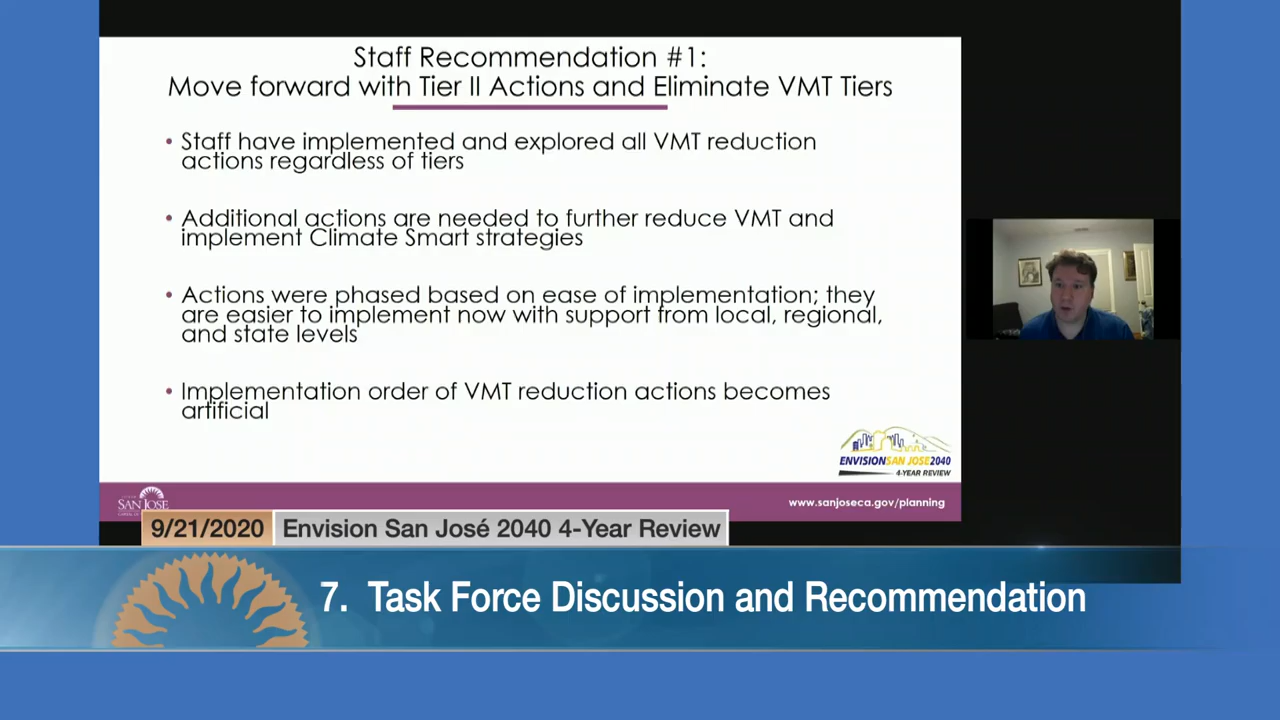 Staff Recommendation #1:
Move forward with Tier II Actions and Eliminate VMT Tiers
• Staff have implemented and explored all VMT reduction
actions regardless of tiers
• Additional actions are needed to further reduce VMT and
implement Climate Smart strategies
• Actions were phased based on ease of implementation; they
are easier to implement now with support from local, regional,
and state levels
• Implementation order of VMT reduction actions becomes
artificial
ENVISION SAN JOSE 2040
4-YEAR REVIEW
SAN JOSE
www.sanjoseca.gov/planning
9/21/2020 Envision San José 2040 4-Year Review
7. Task Force Discussion and Recommendation